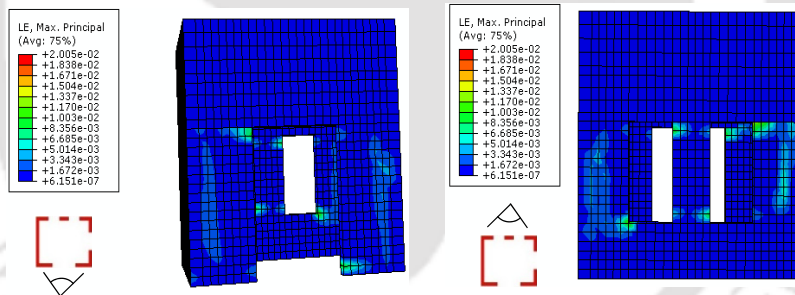 LE, Max. Principal
(Avg: 75%)
+2.005e-02
+1.838e-02
+1.671e-02
+1.504e-02
+1.337e-02
+1.170e-02
+1.003e-02
+8.356e-03
+6.685e-03
+5.014e-03
+3.343e-03
+1.672e-03
+6.151e-07
LE, Max. Principal
(Avg: 75%)
+2.005e-02
+1.838e-02
+1.671e-02
+1.504e-02
+1.337e-02
+1.170e-02
+1.003e-02
+8.356e-03
+6.685e-03
+5.014e-03
+3.343e-03
+1.672e-03
+6.151e-07